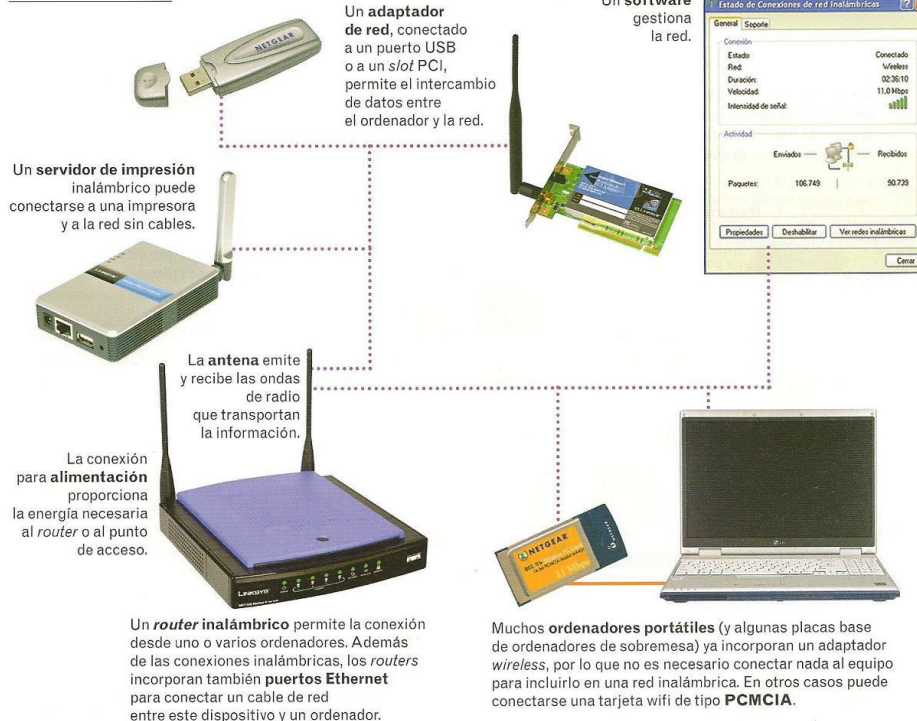 Un adaptador
de red, conectado
a un puerto USB
o a un slot PCI,
permite el intercambio
de datos entre
el ordenador y la red.
Un software
gestiona
la red.
Estado de Conexiones de red inalámbricas
General Soporte
Conexión
Estado: Conectado
Red: Wireless
Duración: 02:36:10
Velocidad: 11,0 Mbps
Intensidad de señal:
Actividad
Enviados Recibidos
Paquetes: 106.749 90.739
Propiedades Deshabilitar Ver redes inalámbricas
Cerrar
NETGEAR
Un servidor de impresión
inalámbrico puede
conectarse a una impresora
y a la red sin cables.
La antena emite
y recibe las ondas
de radio
que transportan
la información.
La conexión
para alimentación
proporciona
la energía necesaria
al router o al punto
de acceso.
LINKSYS
NETGEAR
11 Mbps
LG
Un router inalámbrico permite la conexión
desde uno o varios ordenadores. Además
de las conexiones inalámbricas, los routers
incorporan también puertos Ethernet
para conectar un cable de red
entre este dispositivo y un ordenador.
Muchos ordenadores portátiles (y algunas placas base
de ordenadores de sobremesa) ya incorporan un adaptador
wireless, por lo que no es necesario conectar nada al equipo
para incluirlo en una red inalámbrica. En otros casos puede
conectarse una tarjeta wifi de tipo PCMCIA.